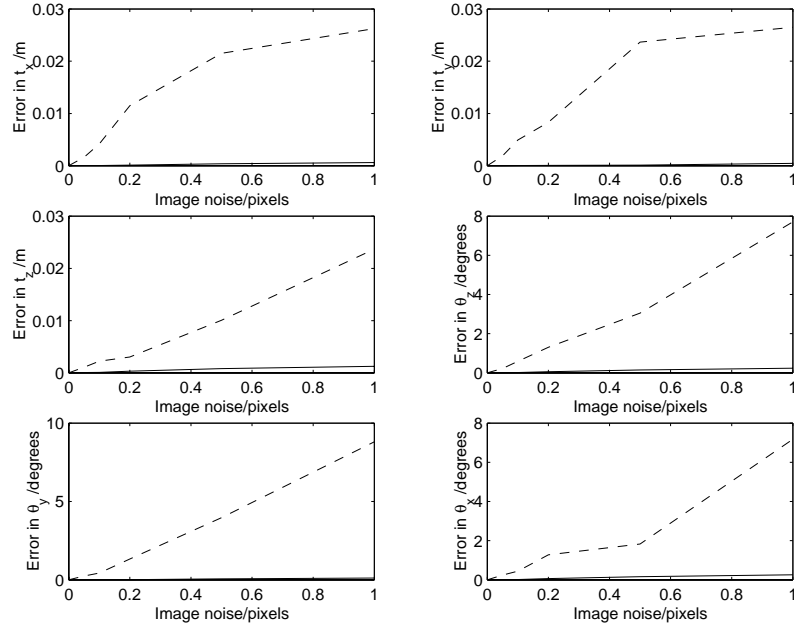 0.03
0.02
0.01
0
Error in t_x /m
0 0.2 0.4 0.6 0.8 1
Image noise/pixels
0.03
0.02
0.01
0
Error in t_y /m
0 0.2 0.4 0.6 0.8 1
Image noise/pixels
0.03
0.02
0.01
0
Error in t_z /m
0 0.2 0.4 0.6 0.8 1
Image noise/pixels
8
6
4
2
0
Error in θ_z /degrees
0 0.2 0.4 0.6 0.8 1
Image noise/pixels
10
5
0
Error in θ_y /degrees
0 0.2 0.4 0.6 0.8 1
Image noise/pixels
8
6
4
2
0
Error in θ_x /degrees
0 0.2 0.4 0.6 0.8 1
Image noise/pixels